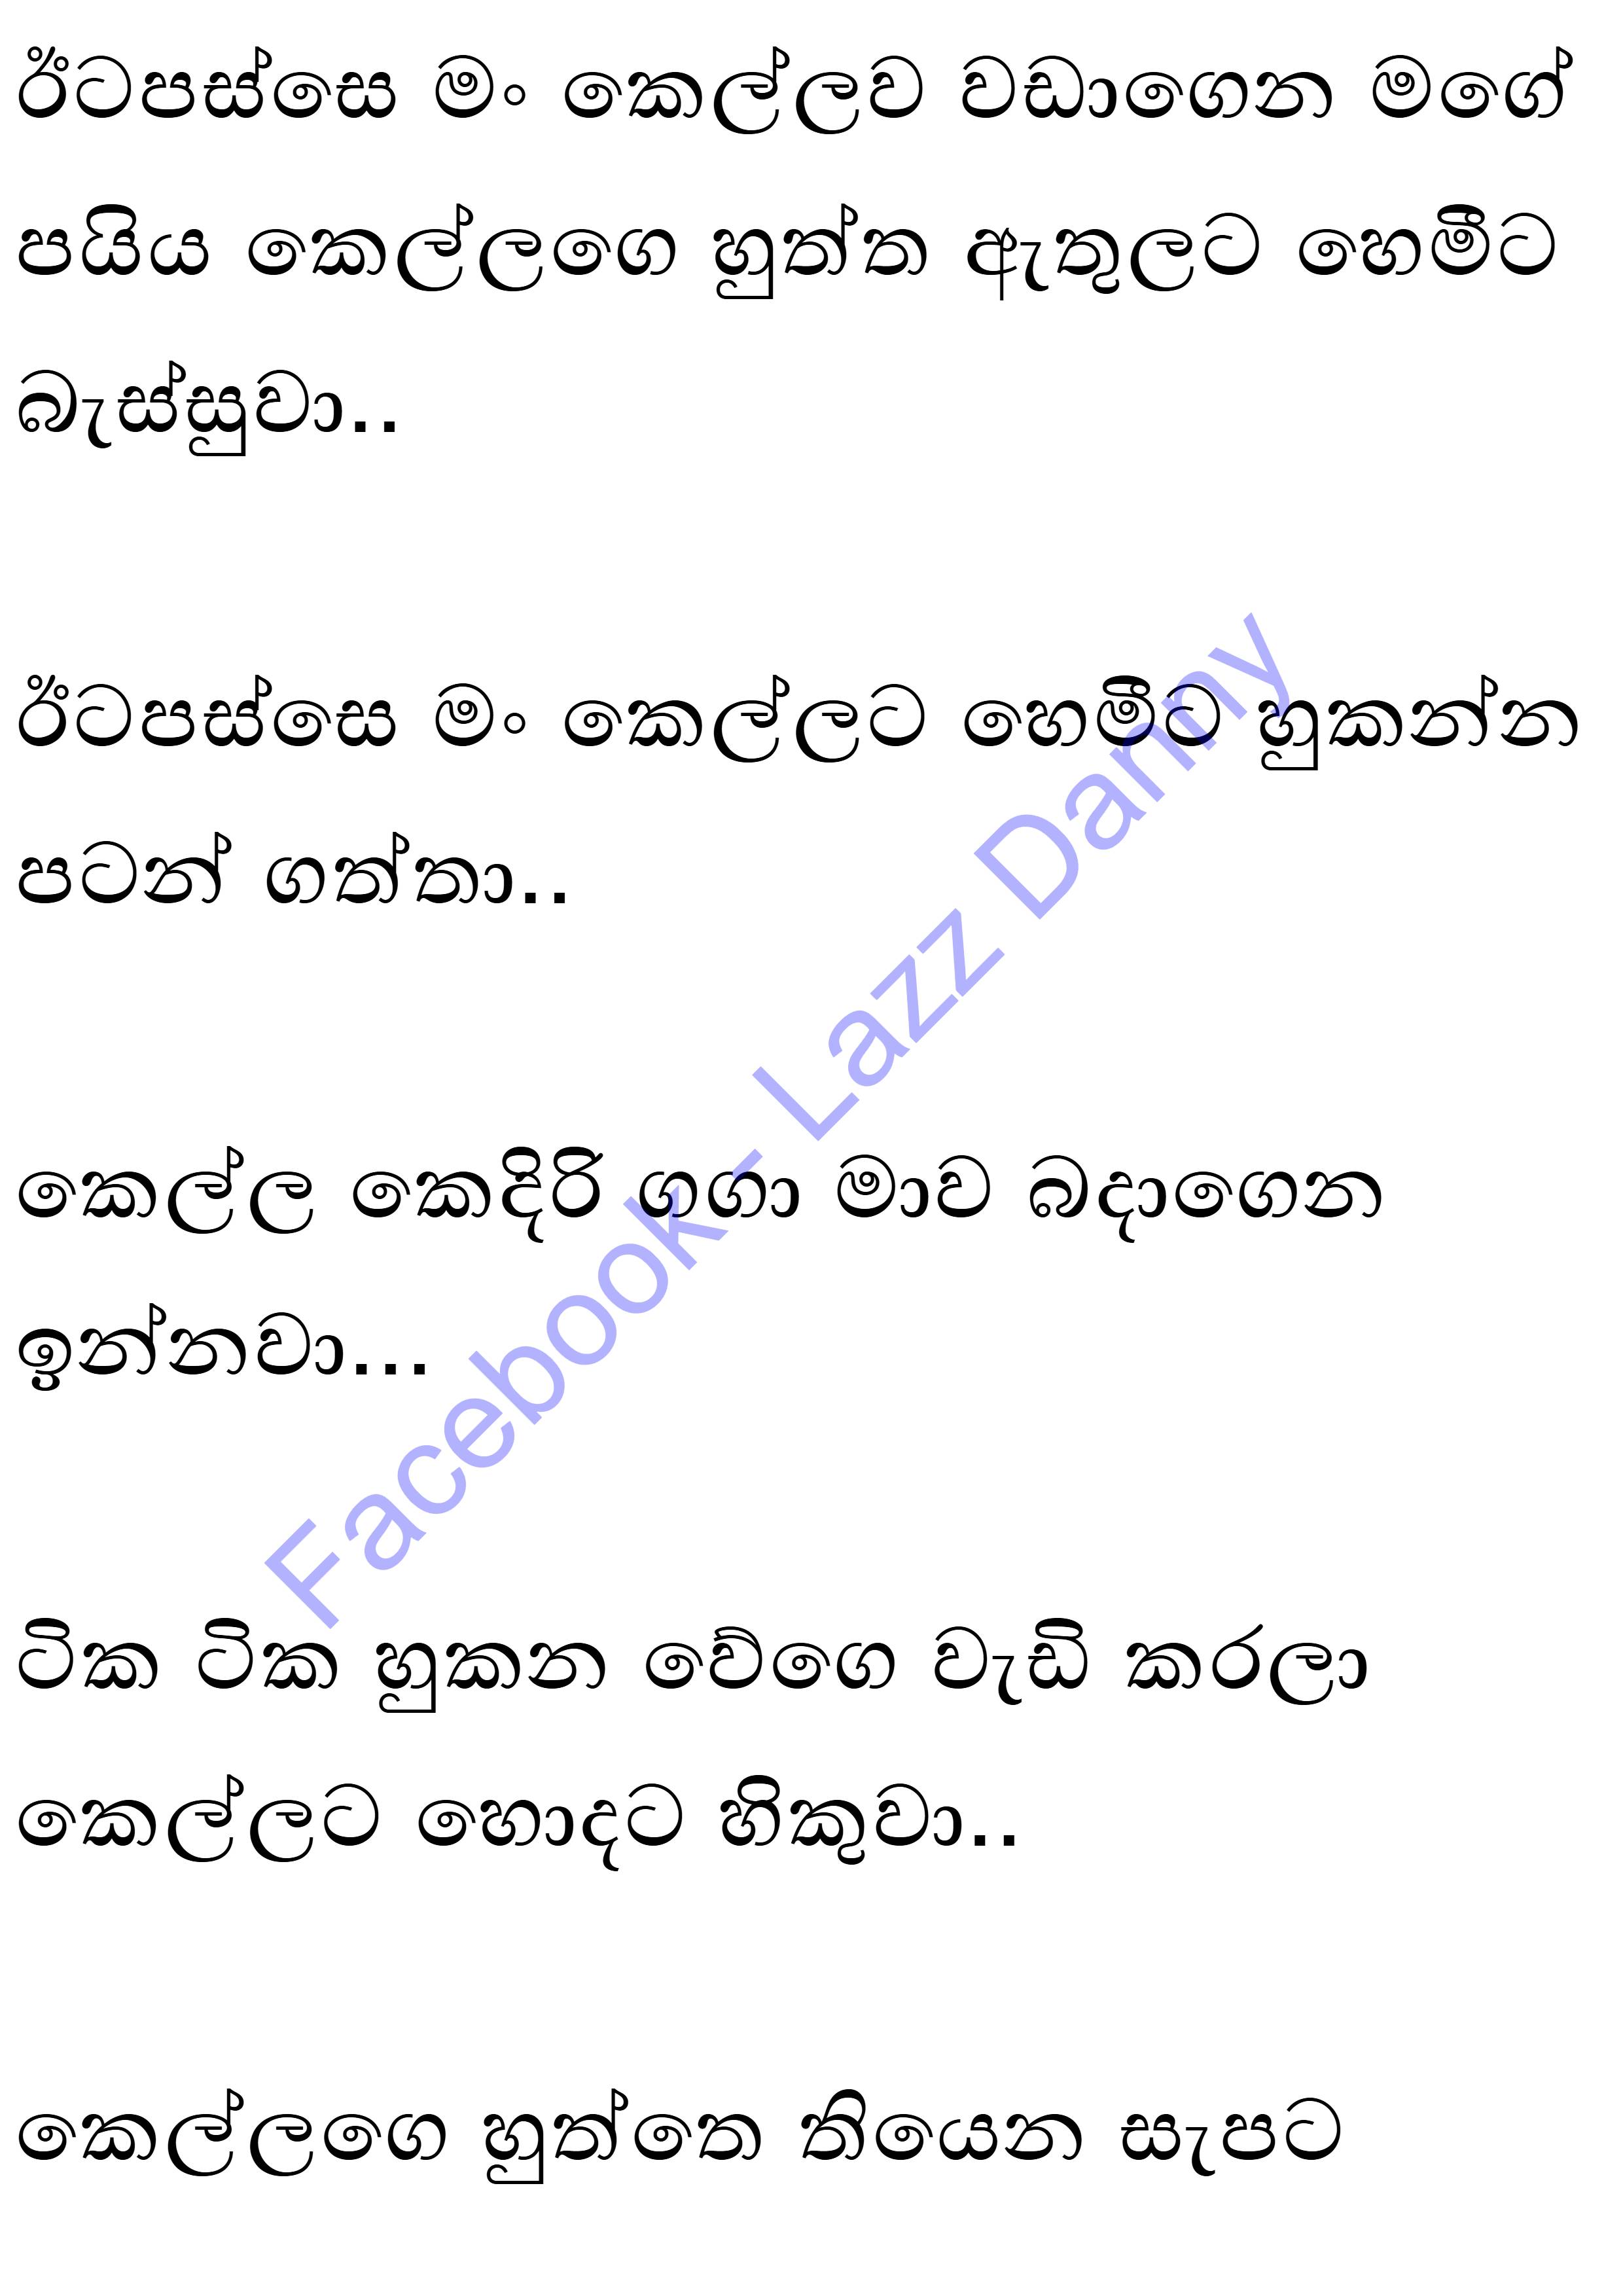 ඊටපස්සෙ මං කෙල්ලව වඩාගෙන මගේ
පයිය කෙල්ලගෙ හුත්ත ඇතුලට හෙමීට
බැස්සුවා..
ඊටපස්සෙ මං කෙල්ලට හෙමීට හුකන්න
පටන් ගත්තා..
කෙල්ල කෙදිරි ගගා මාව බදාගෙන
ඉන්නවා...
ටික ටික හුකන වේගෙ වැඩි කරලා
කෙල්ලට හොදට හිකුවා..
කෙල්ලගෙ හුත්තෙ තියෙන සැපට
Facebook- Lazz Danny